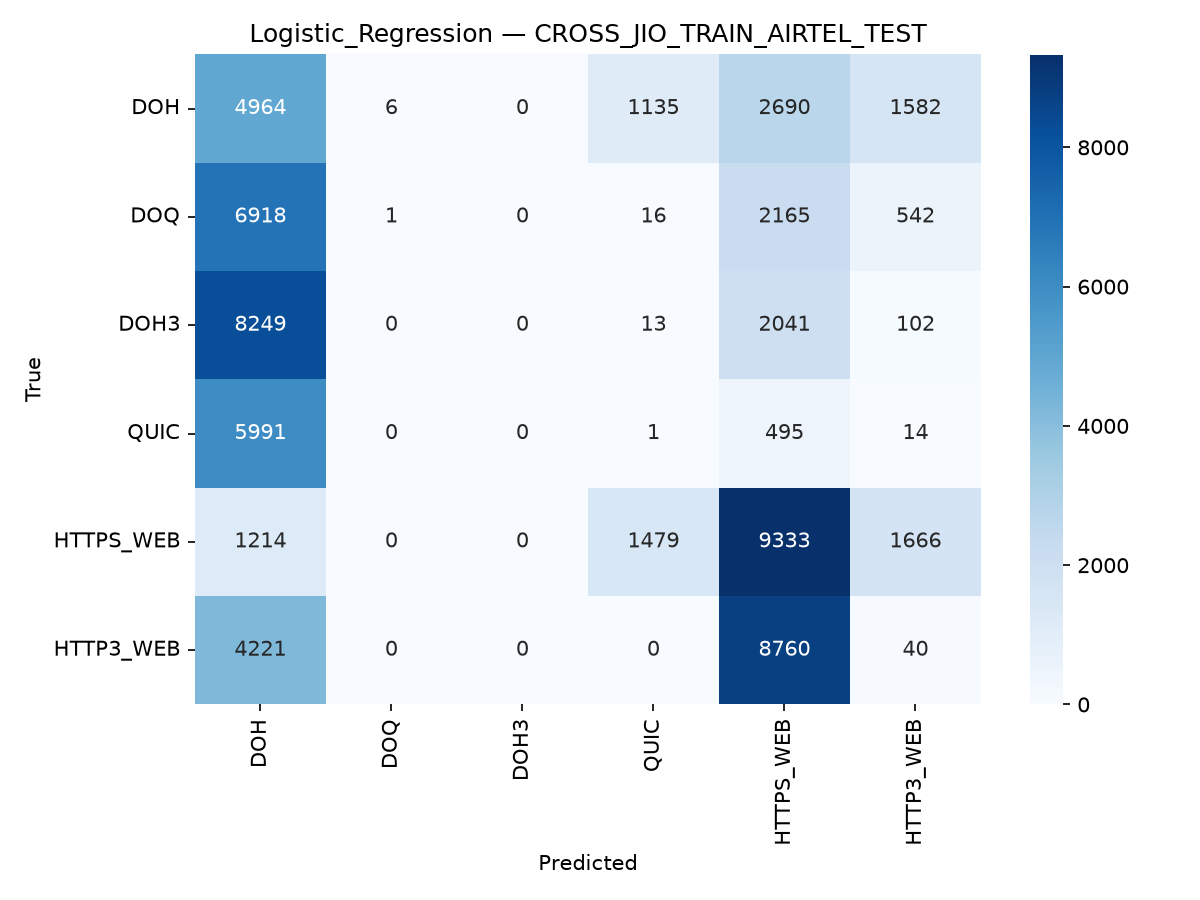 Logistic_Regression — CROSS_JIO_TRAIN_AIRTEL_TEST
DOH 4964 6 0 1135 2690 1582
DOQ 6918 1 0 16 2165 542
DOH3 8249 0 0 13 2041 102
QUIC 5991 0 0 1 495 14
HTTPS_WEB 1214 0 0 1479 9333 1666
HTTP3_WEB 4221 0 0 0 8760 40
True
DOH DOQ DOH3 QUIC HTTPS_WEB HTTP3_WEB
Predicted
8000
6000
4000
2000
0